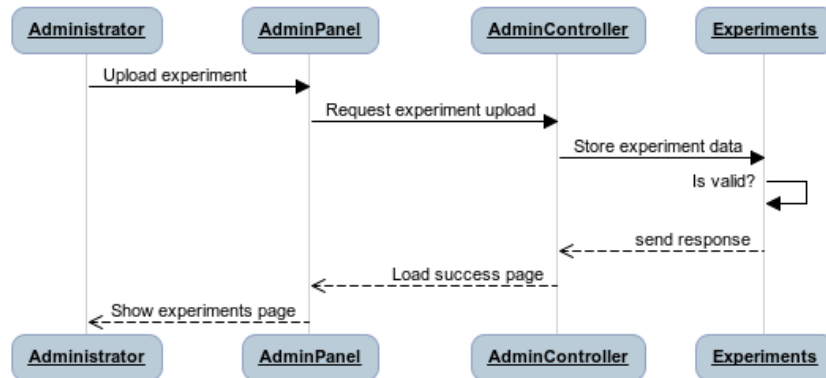 Administrator AdminPanel AdminController Experiments
Upload experiment
Request experiment upload
Store experiment data
Is valid?
send response
Load success page
Show experiments page
Administrator AdminPanel AdminController Experiments